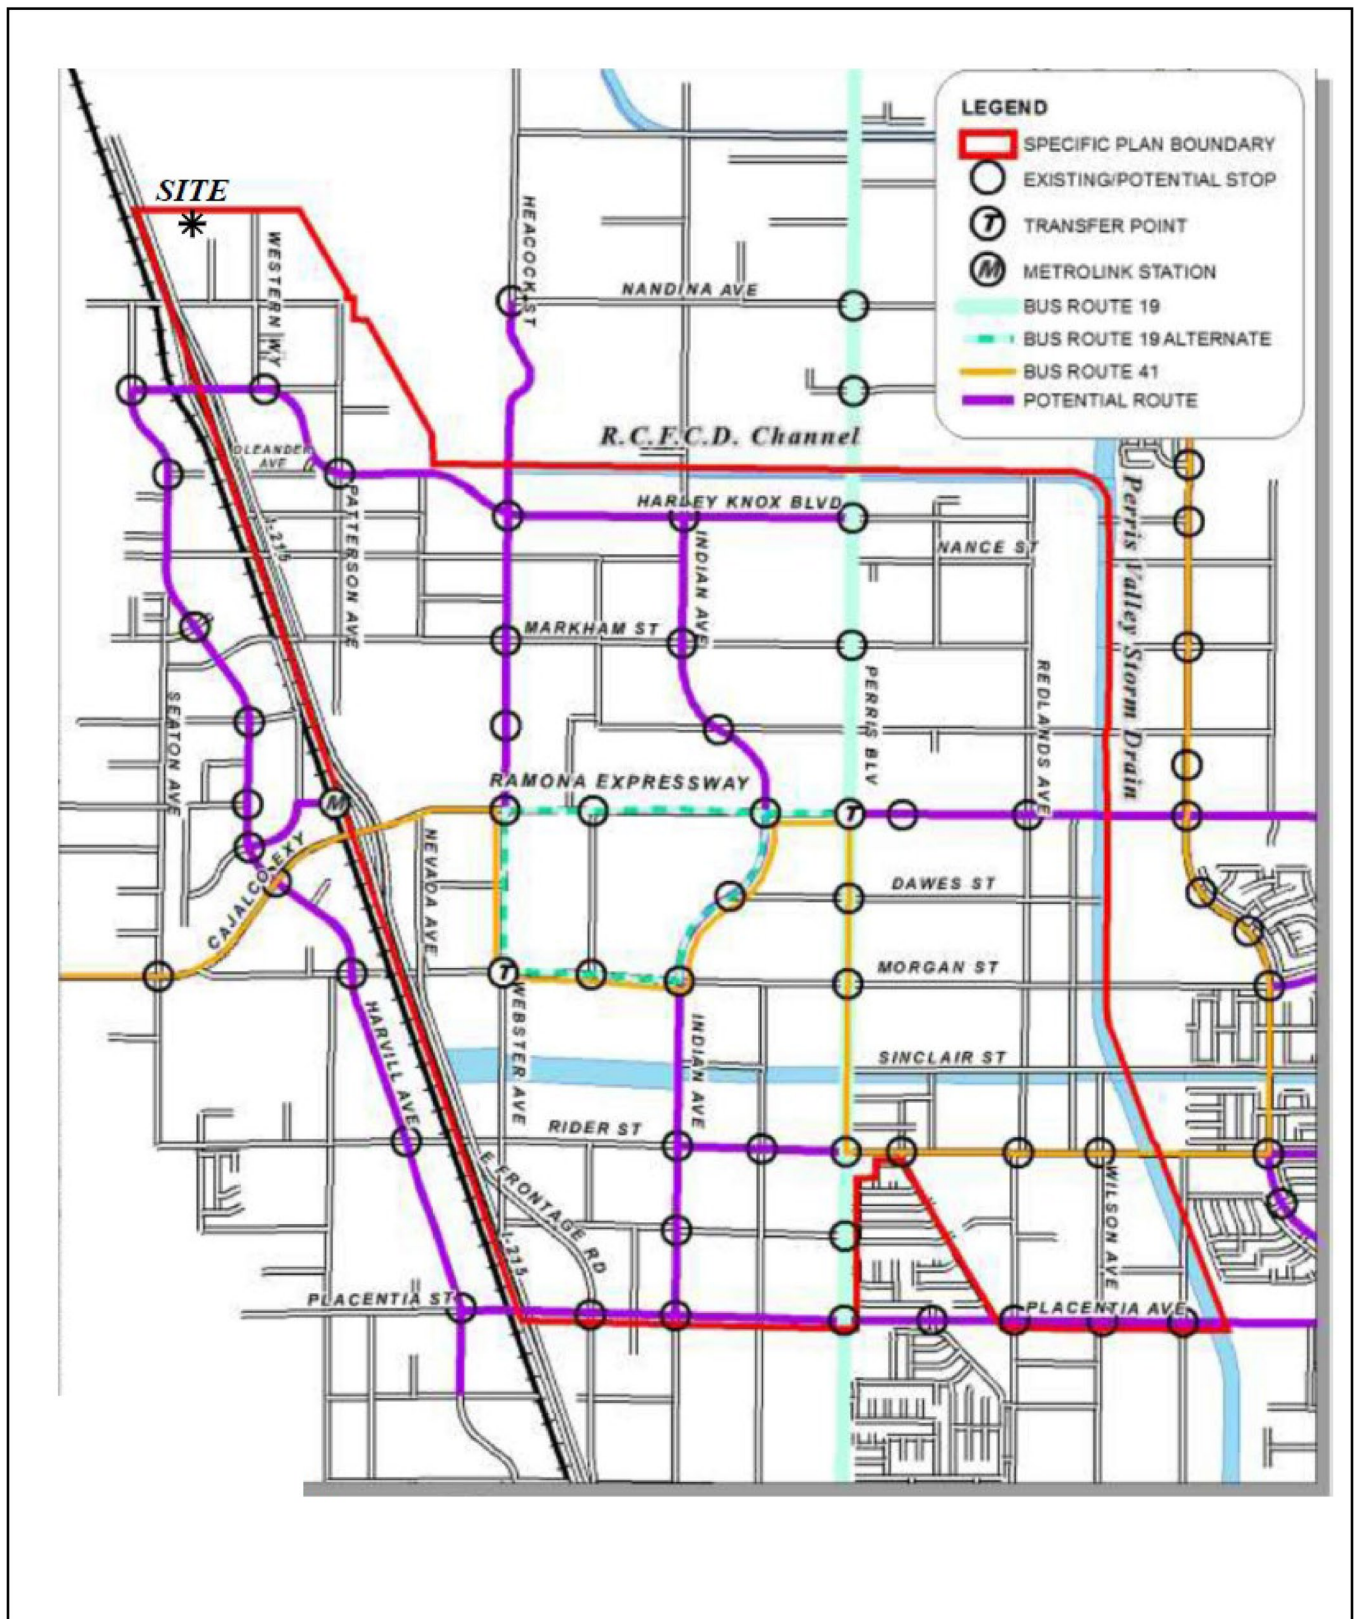 LEGEND
SPECIFIC PLAN BOUNDARY
EXISTING/POTENTIAL STOP
T
TRANSFER POINT
M
METROLINK STATION
BUS ROUTE 19
BUS ROUTE 19 ALTERNATE
BUS ROUTE 41
POTENTIAL ROUTE
SITE
WESTERN WY
HEACOCK ST
NANDINA AVE
R.C.F.C.D. Channel
OLEANDER
AVE
HARLEY KNOX BLVD
Perris Valley Storm Drain
PATTERSON AVE
I-215
INDIAN AVE
NANCE ST
MARKHAM ST
SEATON AVE
PERRIS BLV
REDLANDS AVE
RAMONA EXPRESSWAY
M
T
NEVADA AVE
CAJALCO EXY
DAWES ST
T
MORGAN ST
WEBSTER AVE
HARVILL AVE
INDIAN AVE
SINCLAIR ST
RIDER ST
E FRONTAGE RD
WILSON AVE
I-215
PLACENTIA ST
PLACENTIA AVE